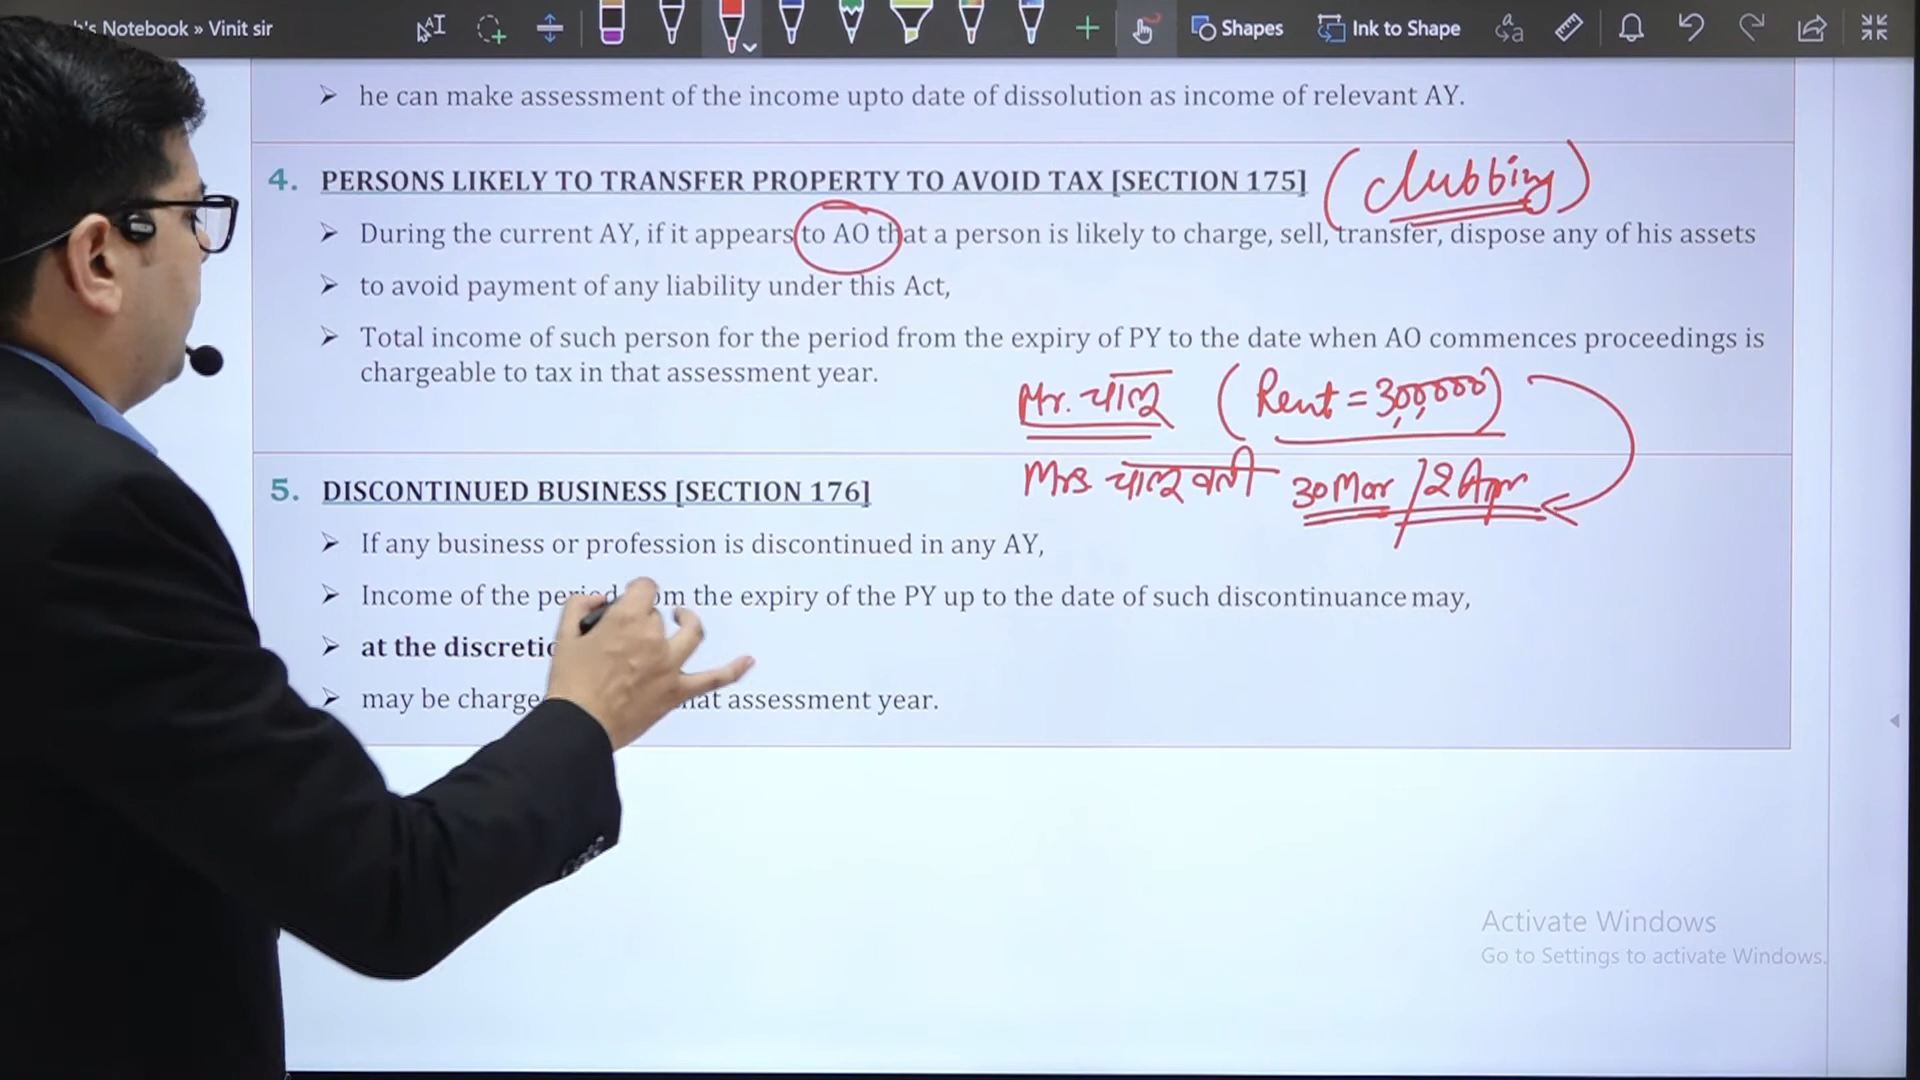 's Notebook » Vinit sir
Shapes
Ink to Shape
➢ he can make assessment of the income upto date of dissolution as income of relevant AY.
4. PERSONS LIKELY TO TRANSFER PROPERTY TO AVOID TAX [SECTION 175] (clubbing)
➢ During the current AY, if it appears to AO that a person is likely to charge, sell, transfer, dispose any of his assets
➢ to avoid payment of any liability under this Act,
➢ Total income of such person for the period from the expiry of PY to the date when AO commences proceedings is
chargeable to tax in that assessment year.
Mr. चालू (Rent = 300,000)
Mrs चालू वली 30 Mar / 2 Apr
5. DISCONTINUED BUSINESS [SECTION 176]
➢ If any business or profession is discontinued in any AY,
➢ Income of the period from the expiry of the PY up to the date of such discontinuance may,
➢ at the
➢ may be assessment year.
Activate Windows
Go to Settings to activate Windows.